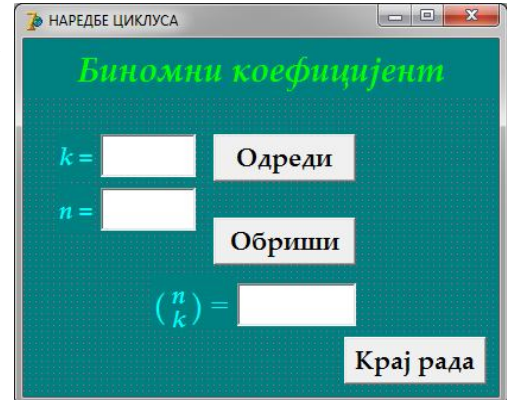 НАРЕДБЕ ЦИКЛУСА
Биномни коефицијент
k =
Одреди
n =
Обриши
(n k) =
Крај рада